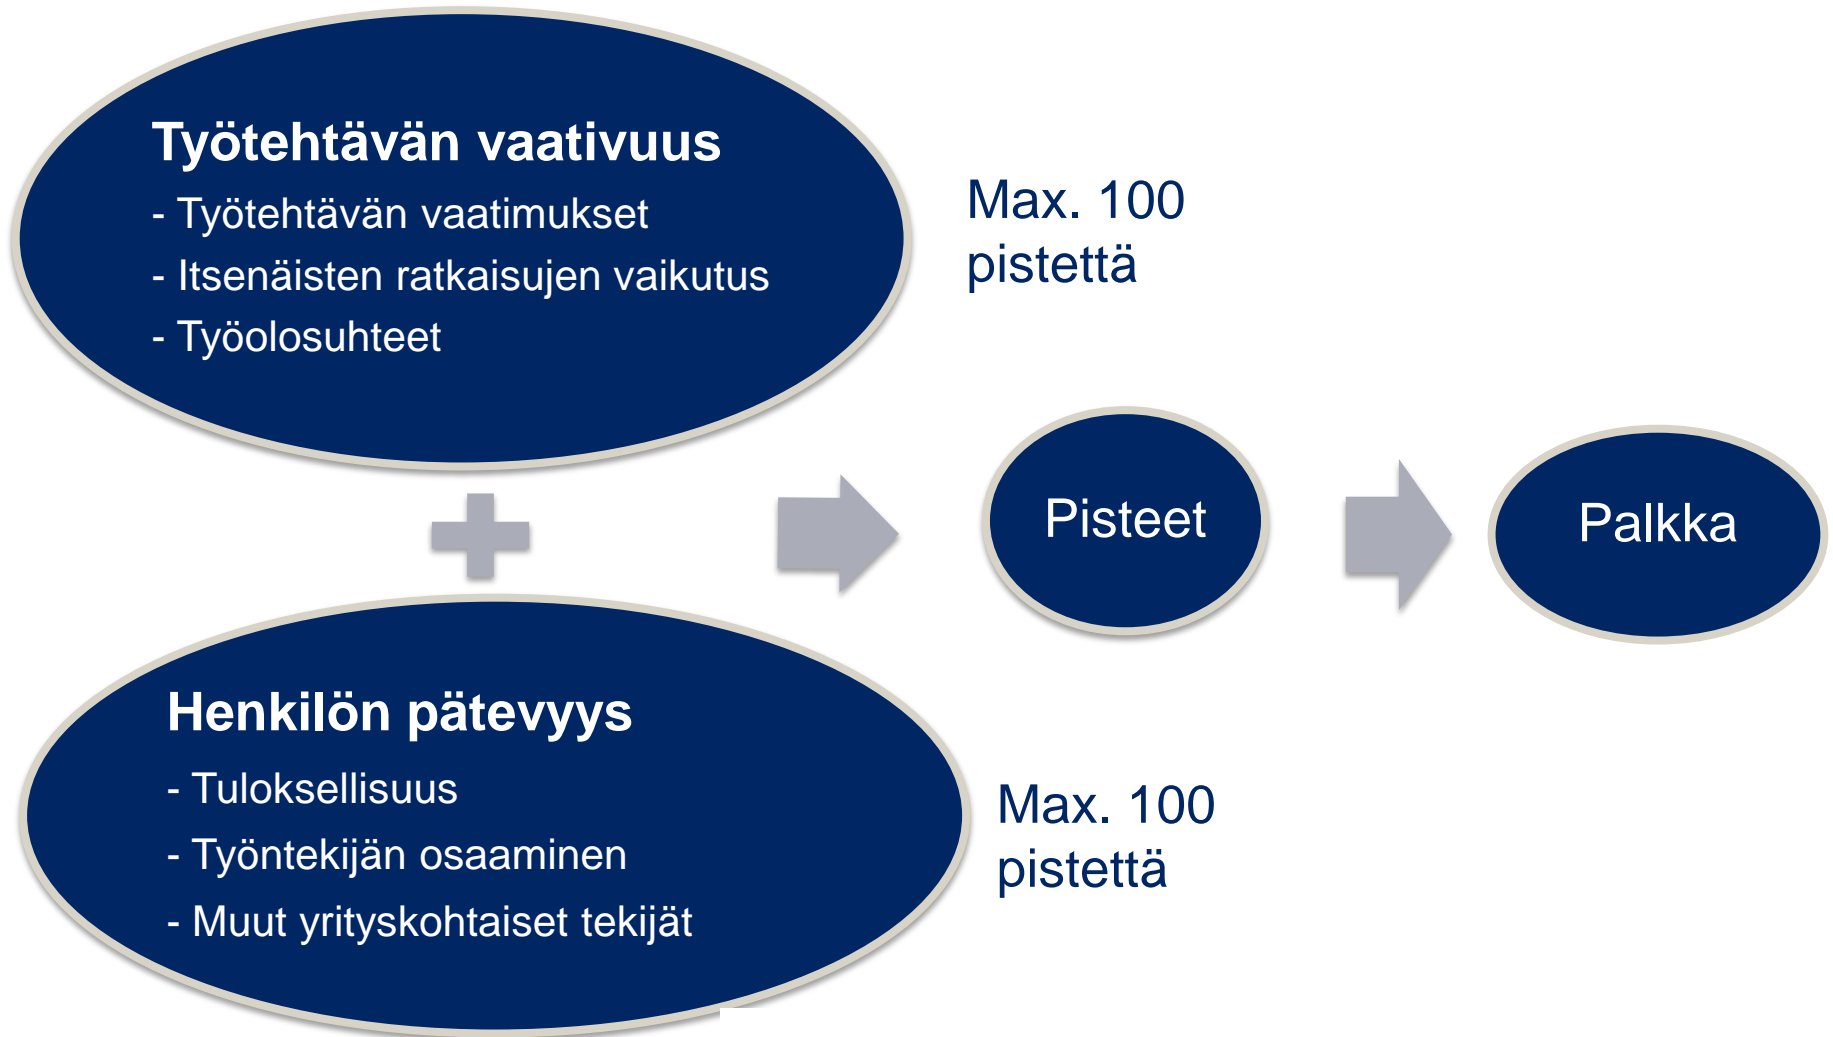 Työtehtävän vaativuus
- Työtehtävän vaatimukset
- Itsenäisten ratkaisujen vaikutus
- Työolosuhteet
Max. 100
pistettä
Pisteet
Palkka
Henkilön pätevyys
- Tuloksellisuus
- Työntekijän osaaminen
- Muut yrityskohtaiset tekijät
Max. 100
pistettä